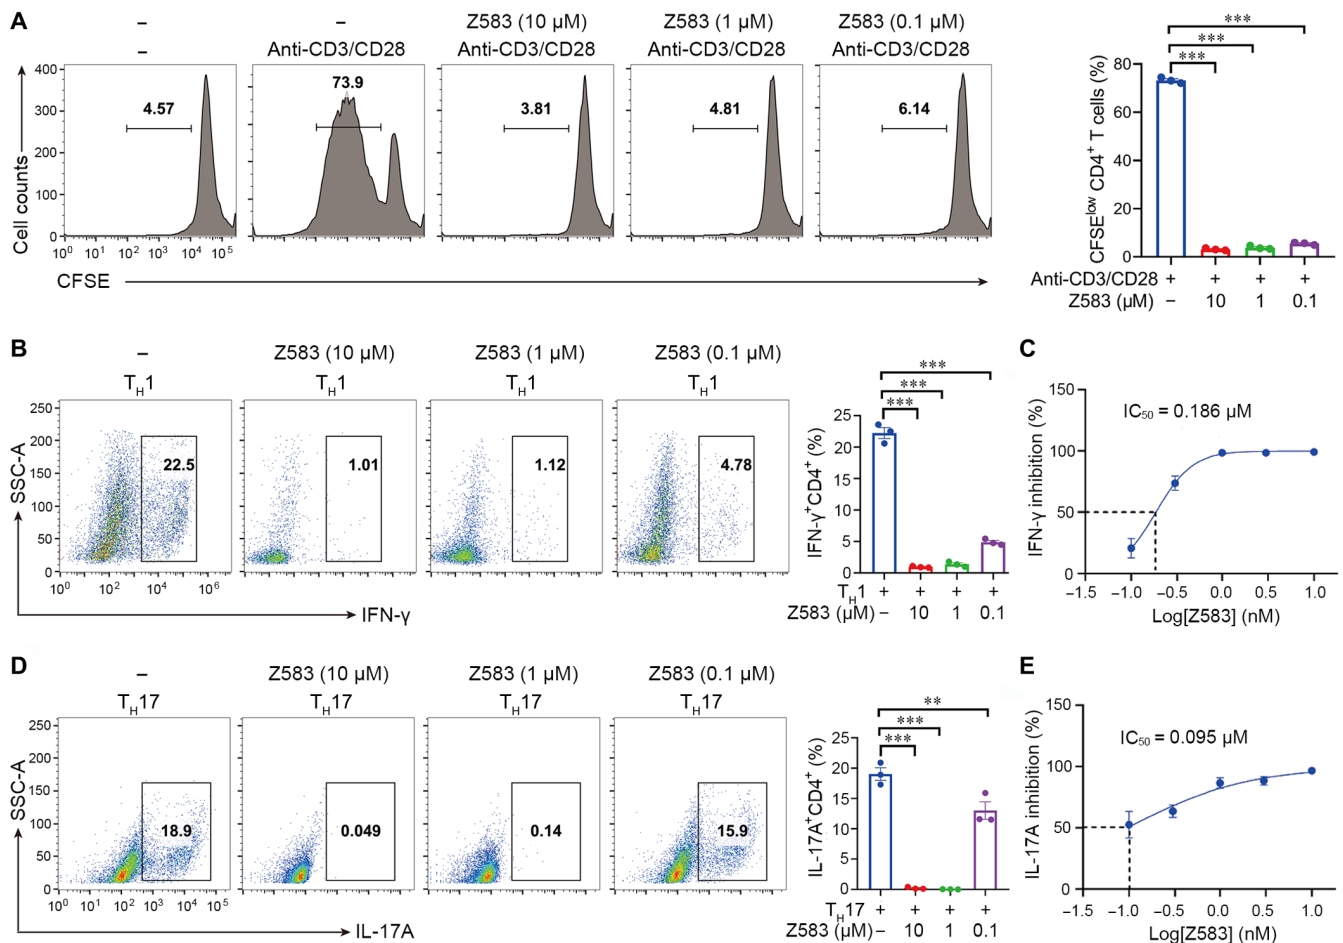 A
– – Z583 (10 μM) Z583 (1 μM) Z583 (0.1 μM)
– Anti-CD3/CD28 Anti-CD3/CD28 Anti-CD3/CD28 Anti-CD3/CD28
Cell counts
400
300
200
100
0
4.57 73.9 3.81 4.81 6.14
10⁰ 10¹ 10² 10³ 10⁴ 10⁵
CFSE
***
***
***
CFSElow CD4⁺ T cells (%)
80
60
40
20
0
Anti-CD3/CD28 + + + +
Z583 (μM) – 10 1 0.1
B
– Z583 (10 μM) Z583 (1 μM) Z583 (0.1 μM)
TH1 TH1 TH1 TH1
SSC-A
250
200
150
100
50
0
22.5 1.01 1.12 4.78
10⁰ 10² 10⁴ 10⁶
IFN-γ
***
***
***
IFN-γ⁺CD4⁺ (%)
25
20
15
10
5
0
TH1 + + + +
Z583 (μM) – 10 1 0.1
C
IC50 = 0.186 μM
IFN-γ inhibition (%)
150
100
50
0
–1.5 –1.0 –0.5 0.0 0.5 1.0
Log[Z583] (nM)
D
– Z583 (10 μM) Z583 (1 μM) Z583 (0.1 μM)
TH17 TH17 TH17 TH17
SSC-A
250
200
150
100
50
0
18.9 0.049 0.14 15.9
10⁰ 10¹ 10² 10³ 10⁴ 10⁵
IL-17A
**
***
***
IL-17A⁺CD4⁺ (%)
25
20
15
10
5
0
TH17 + + + +
Z583 (μM) – 10 1 0.1
E
IC50 = 0.095 μM
IL-17A inhibition (%)
150
100
50
0
–1.5 –1.0 –0.5 0.0 0.5 1.0
Log[Z583] (nM)